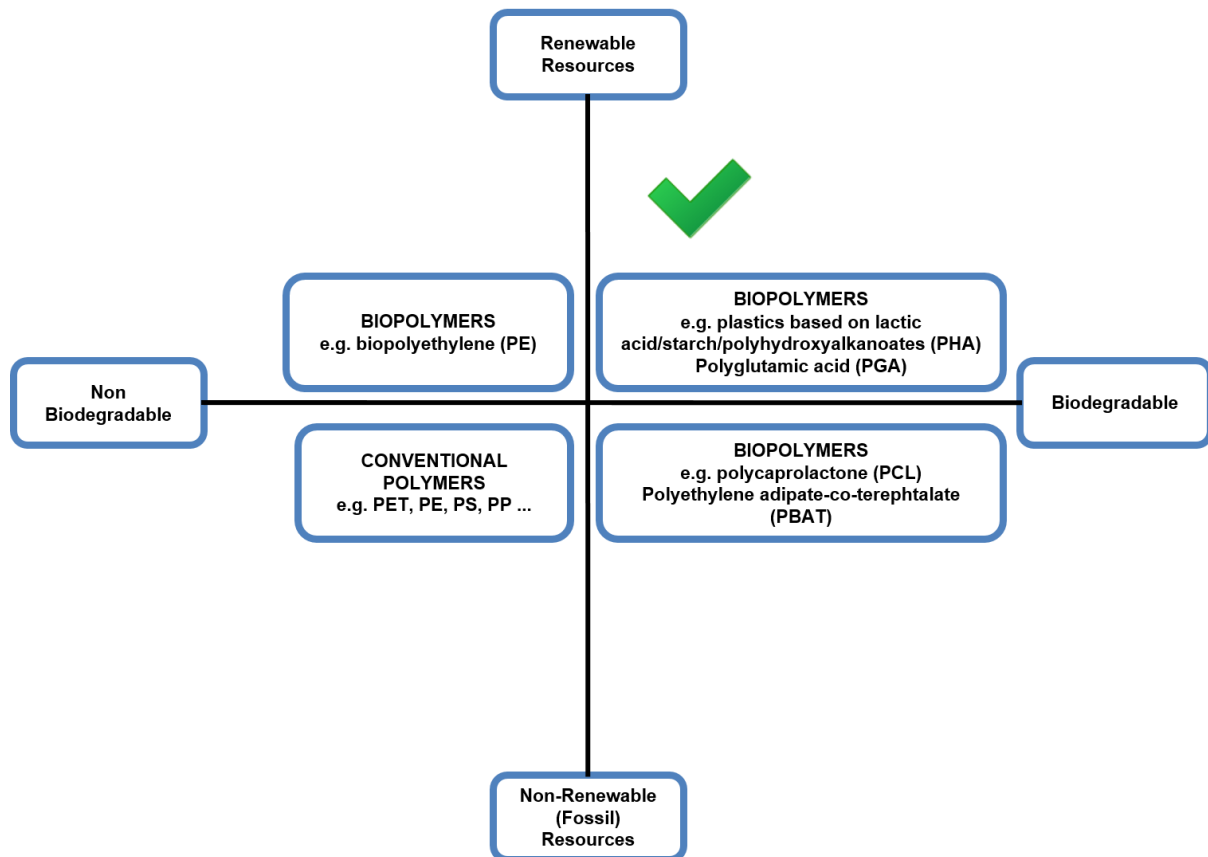 Renewable
Resources
BIOPOLYMERS
e.g. biopolyethylene (PE)
BIOPOLYMERS
e.g. plastics based on lactic
acid/starch/polyhydroxyalkanoates (PHA)
Polyglutamic acid (PGA)
Non
Biodegradable
Biodegradable
CONVENTIONAL
POLYMERS
e.g. PET, PE, PS, PP ...
BIOPOLYMERS
e.g. polycaprolactone (PCL)
Polyethylene adipate-co-terephtalate
(PBAT)
Non-Renewable
(Fossil)
Resources